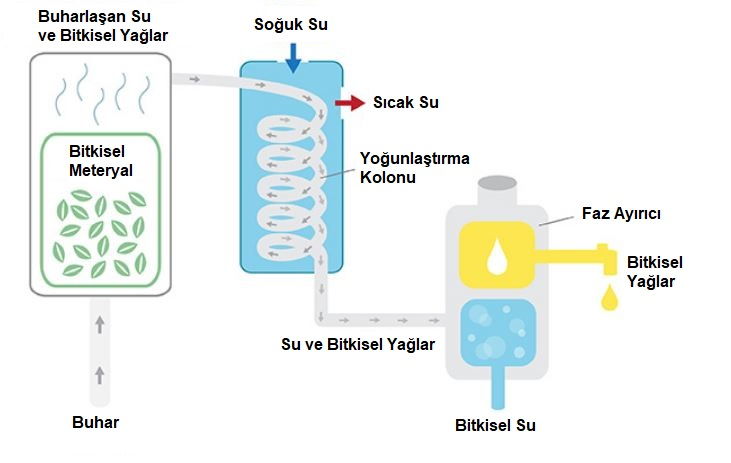 Buharlaşan Su
ve Bitkisel Yağlar
Soğuk Su
Sıcak Su
Bitkisel
Meteryal
Yoğunlaştırma
Kolonu
Faz Ayırıcı
Bitkisel
Yağlar
Su ve Bitkisel Yağlar
Buhar
Bitkisel Su